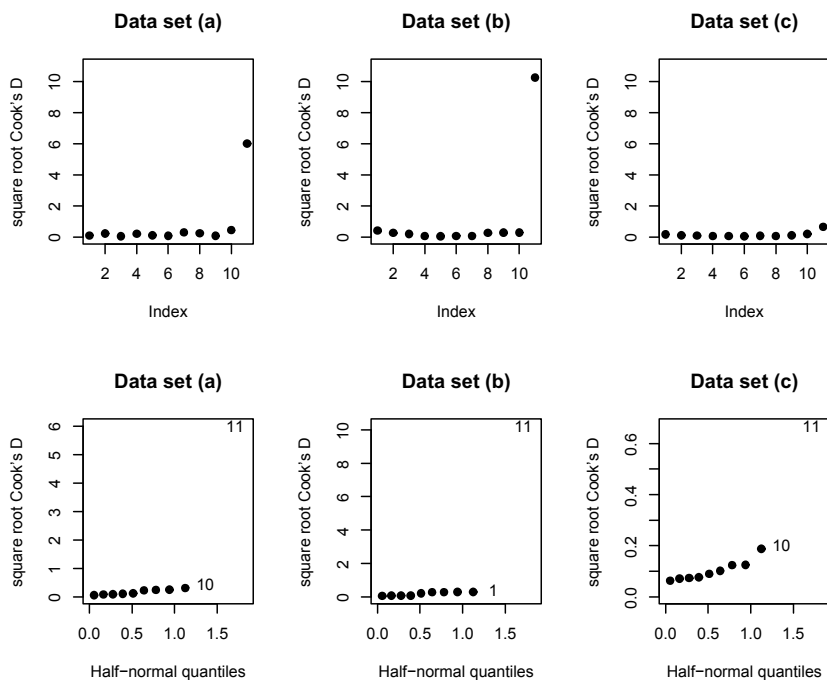 Data set (a)
square root Cook's D
0 2 4 6 8 10
2 4 6 8 10
Index
Data set (b)
square root Cook's D
0 2 4 6 8 10
2 4 6 8 10
Index
Data set (c)
square root Cook's D
0 2 4 6 8 10
2 4 6 8 10
Index
Data set (a)
square root Cook's D
0 1 2 3 4 5 6
11
10
0.0 0.5 1.0 1.5
Half−normal quantiles
Data set (b)
square root Cook's D
0 2 4 6 8 10
11
1
0.0 0.5 1.0 1.5
Half−normal quantiles
Data set (c)
square root Cook's D
0.0 0.2 0.4 0.6
11
10
0.0 0.5 1.0 1.5
Half−normal quantiles